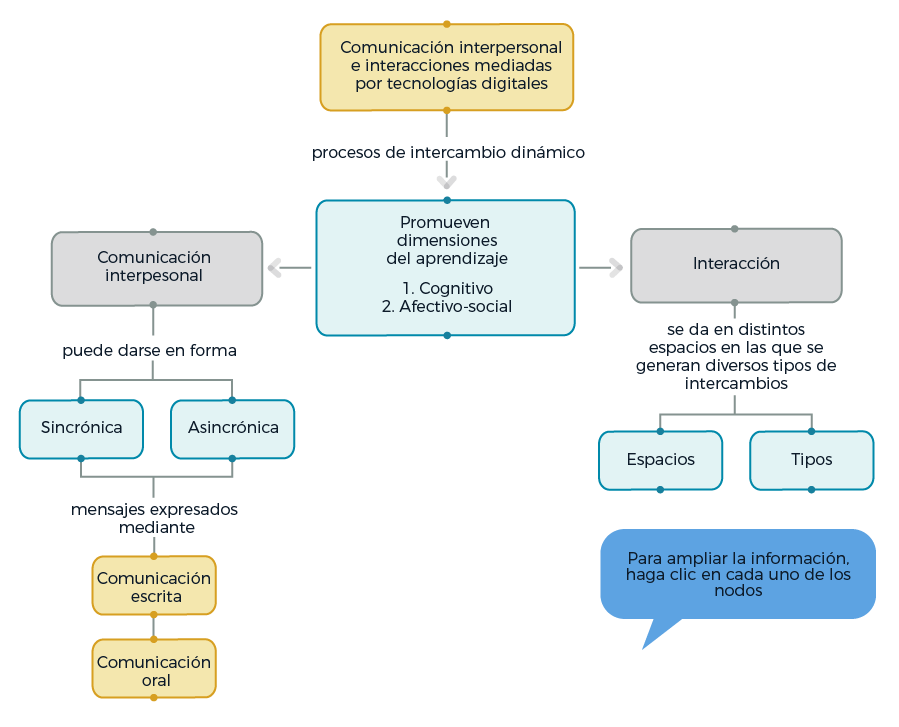 Comunicación interpersonal
e interacciones mediadas
por tecnologías digitales
procesos de intercambio dinámico
Promueven
dimensiones
del aprendizaje
1. Cognitivo
2. Afectivo-social
Comunicación
interpesonal
puede darse en forma
Sincrónica
Asincrónica
mensajes expresados
mediante
Comunicación
escrita
Comunicación
oral
Interacción
se da en distintos
espacios en las que se
generan diversos tipos de
intercambios
Espacios
Tipos
Para ampliar la información,
haga clic en cada uno de los
nodos